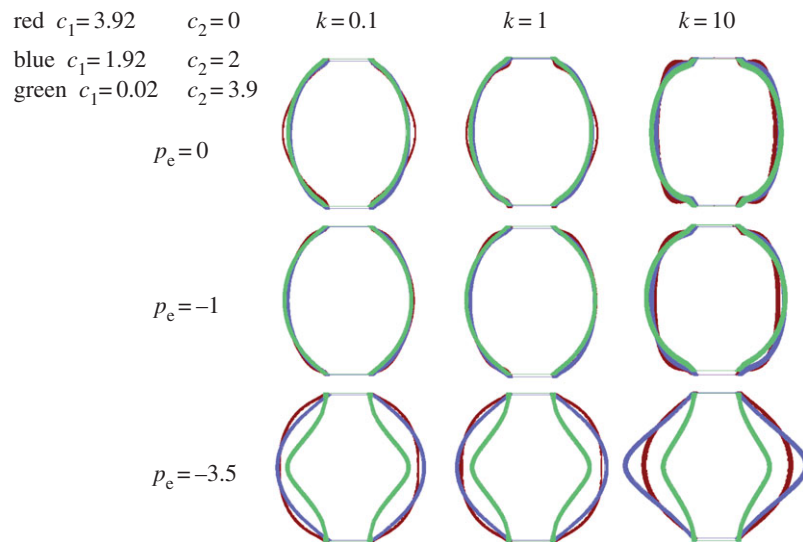 red c₁=3.92 c₂=0 k=0.1 k=1 k=10
blue c₁=1.92 c₂=2
green c₁=0.02 c₂=3.9
pₑ=0
pₑ=–1
pₑ=–3.5